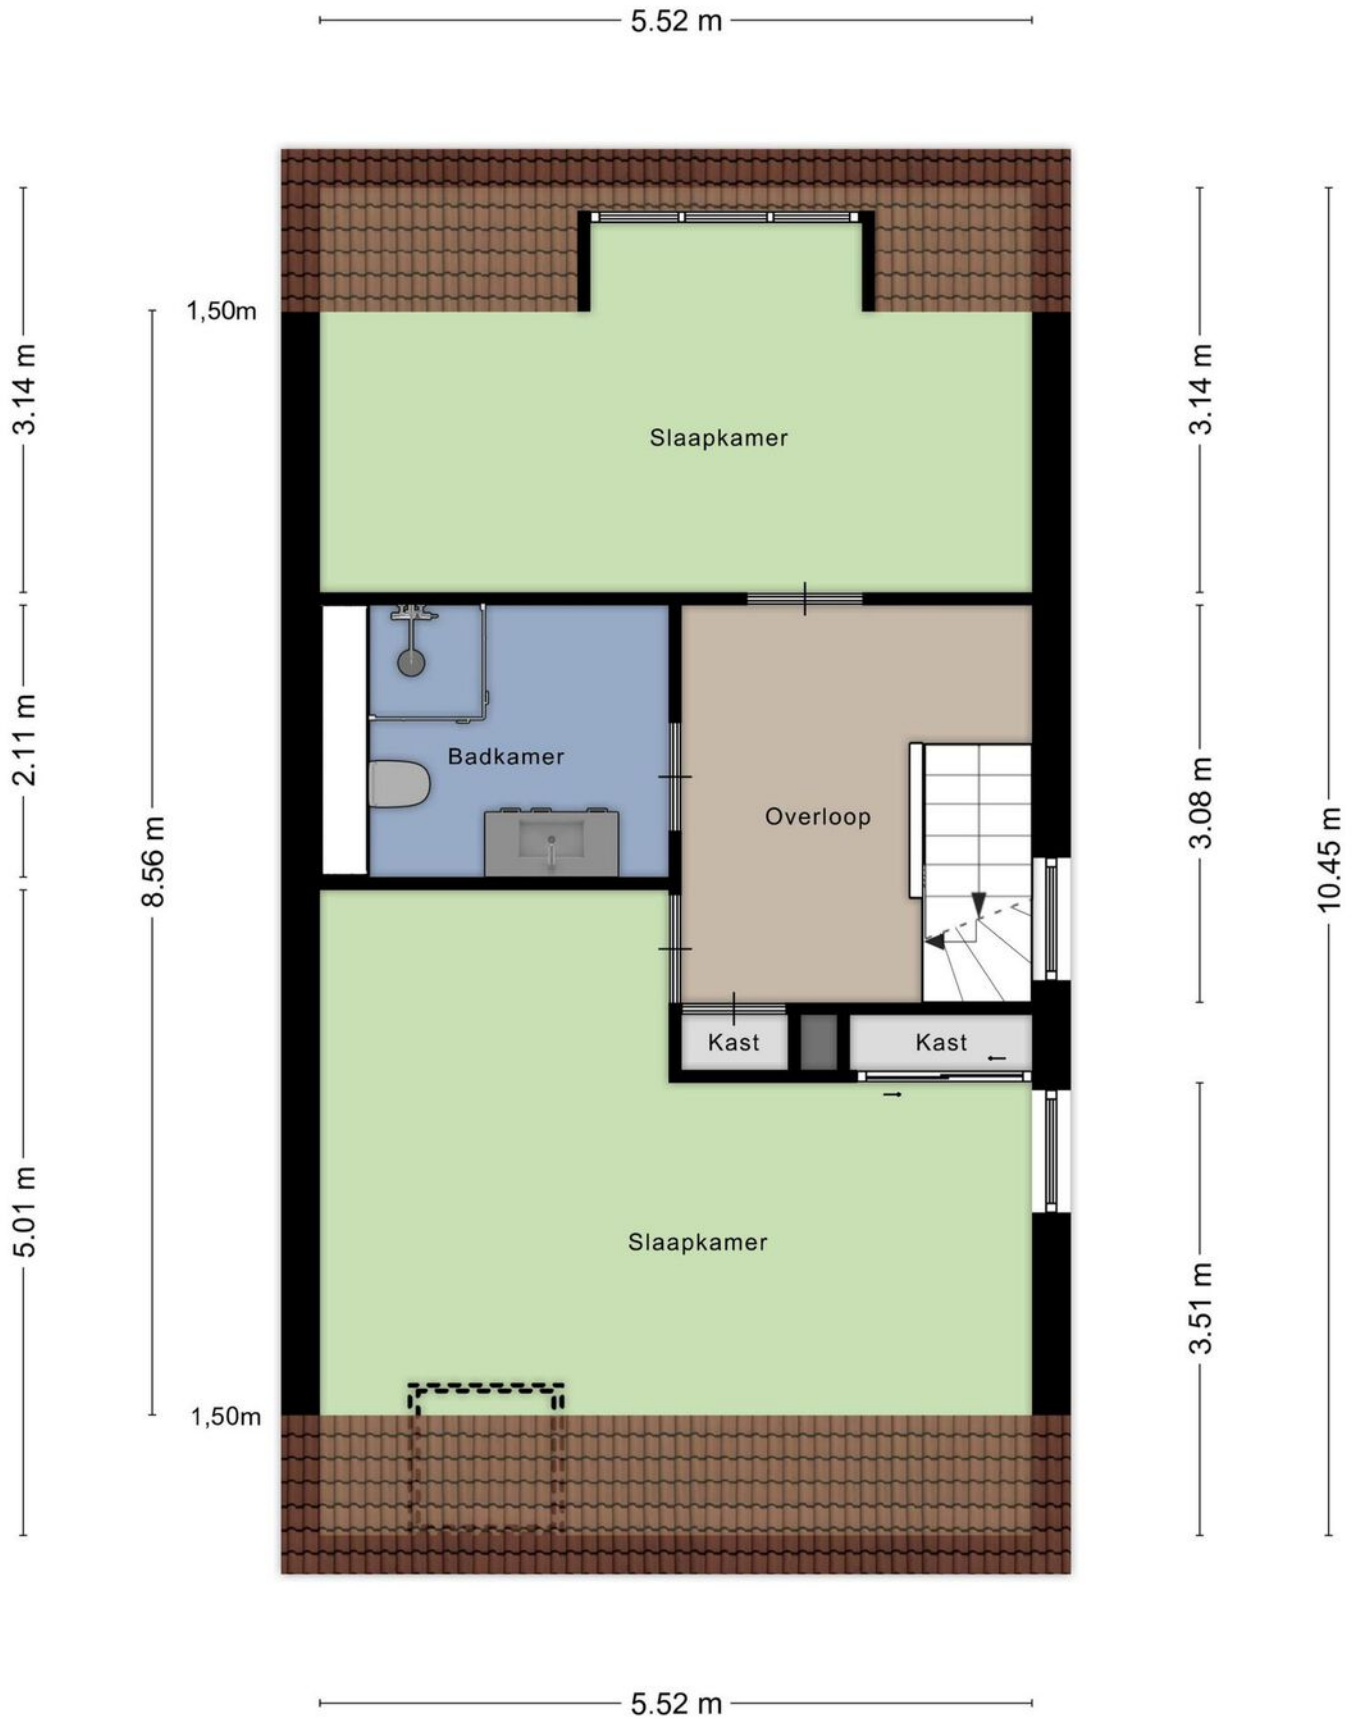 5.52 m
1,50m
3.14 m
3.14 m
Slaapkamer
2.11 m
Badkamer
Overloop
3.08 m
8.56 m
10.45 m
Kast
Kast
5.01 m
Slaapkamer
3.51 m
1,50m
5.52 m